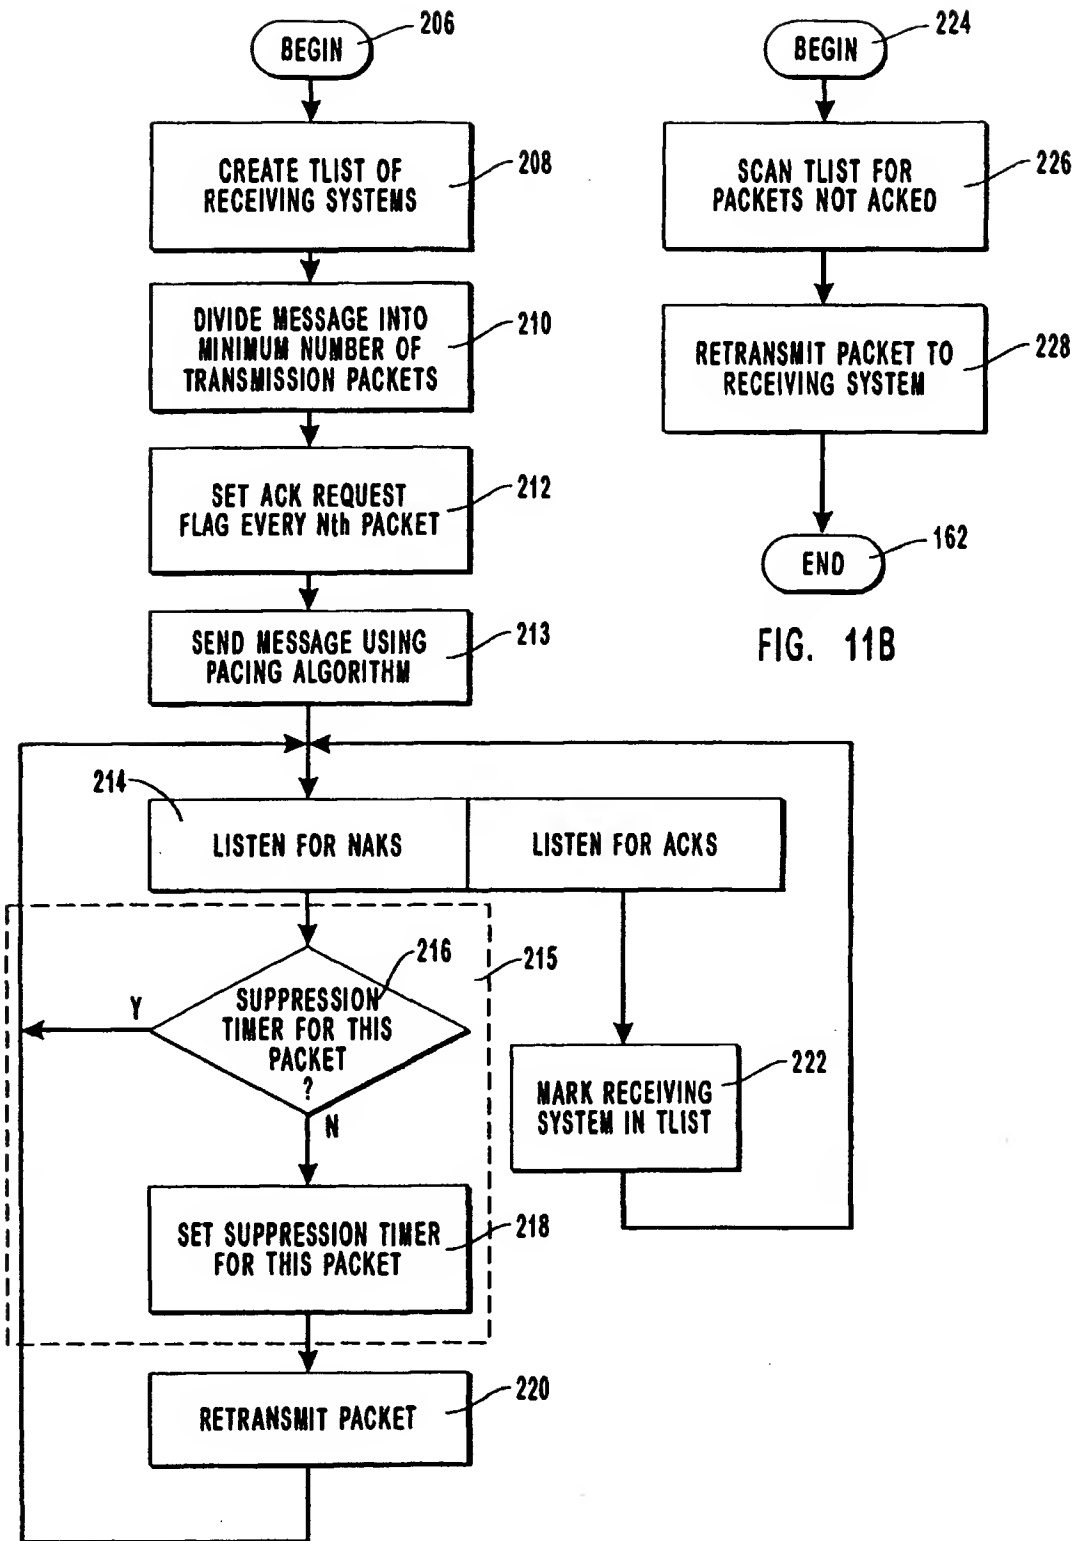 BEGIN
206
CREATE TLIST OF
RECEIVING SYSTEMS
208
DIVIDE MESSAGE INTO
MINIMUM NUMBER OF
TRANSMISSION PACKETS
210
SET ACK REQUEST
FLAG EVERY Nth PACKET
212
SEND MESSAGE USING
PACING ALGORITHM
213
214
LISTEN FOR NAKS
LISTEN FOR ACKS
216
215
SUPPRESSION
TIMER FOR THIS
PACKET
?
Y
N
SET SUPPRESSION TIMER
FOR THIS PACKET
218
RETRANSMIT PACKET
220
MARK RECEIVING
SYSTEM IN TLIST
222
BEGIN
224
SCAN TLIST FOR
PACKETS NOT ACKED
226
RETRANSMIT PACKET TO
RECEIVING SYSTEM
228
END
162
FIG. 11B